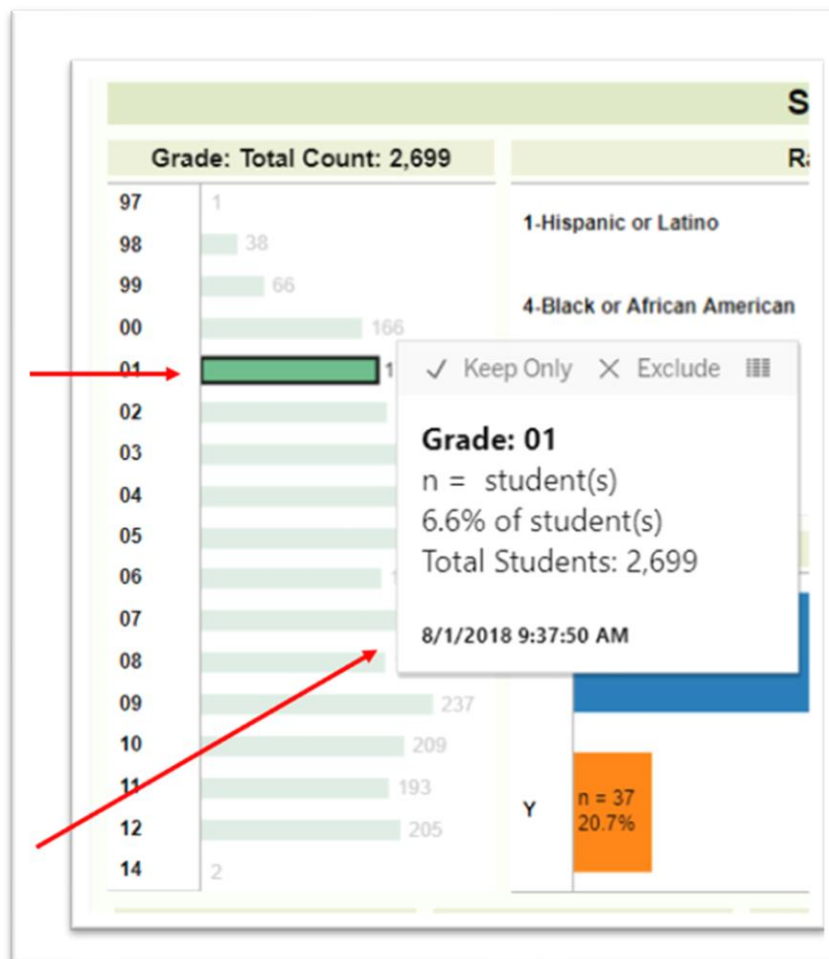 Grade: Total Count: 2,699
97 1
98 38
99 66
00 166
01
02
03
04
05
06
07
08
09 237
10 209
11 193
12 205
14 2
1-Hispanic or Latino
4-Black or African American
Keep Only Exclude
Grade: 01
n = student(s)
6.6% of student(s)
Total Students: 2,699
8/1/2018 9:37:50 AM
Y
n = 37
20.7%